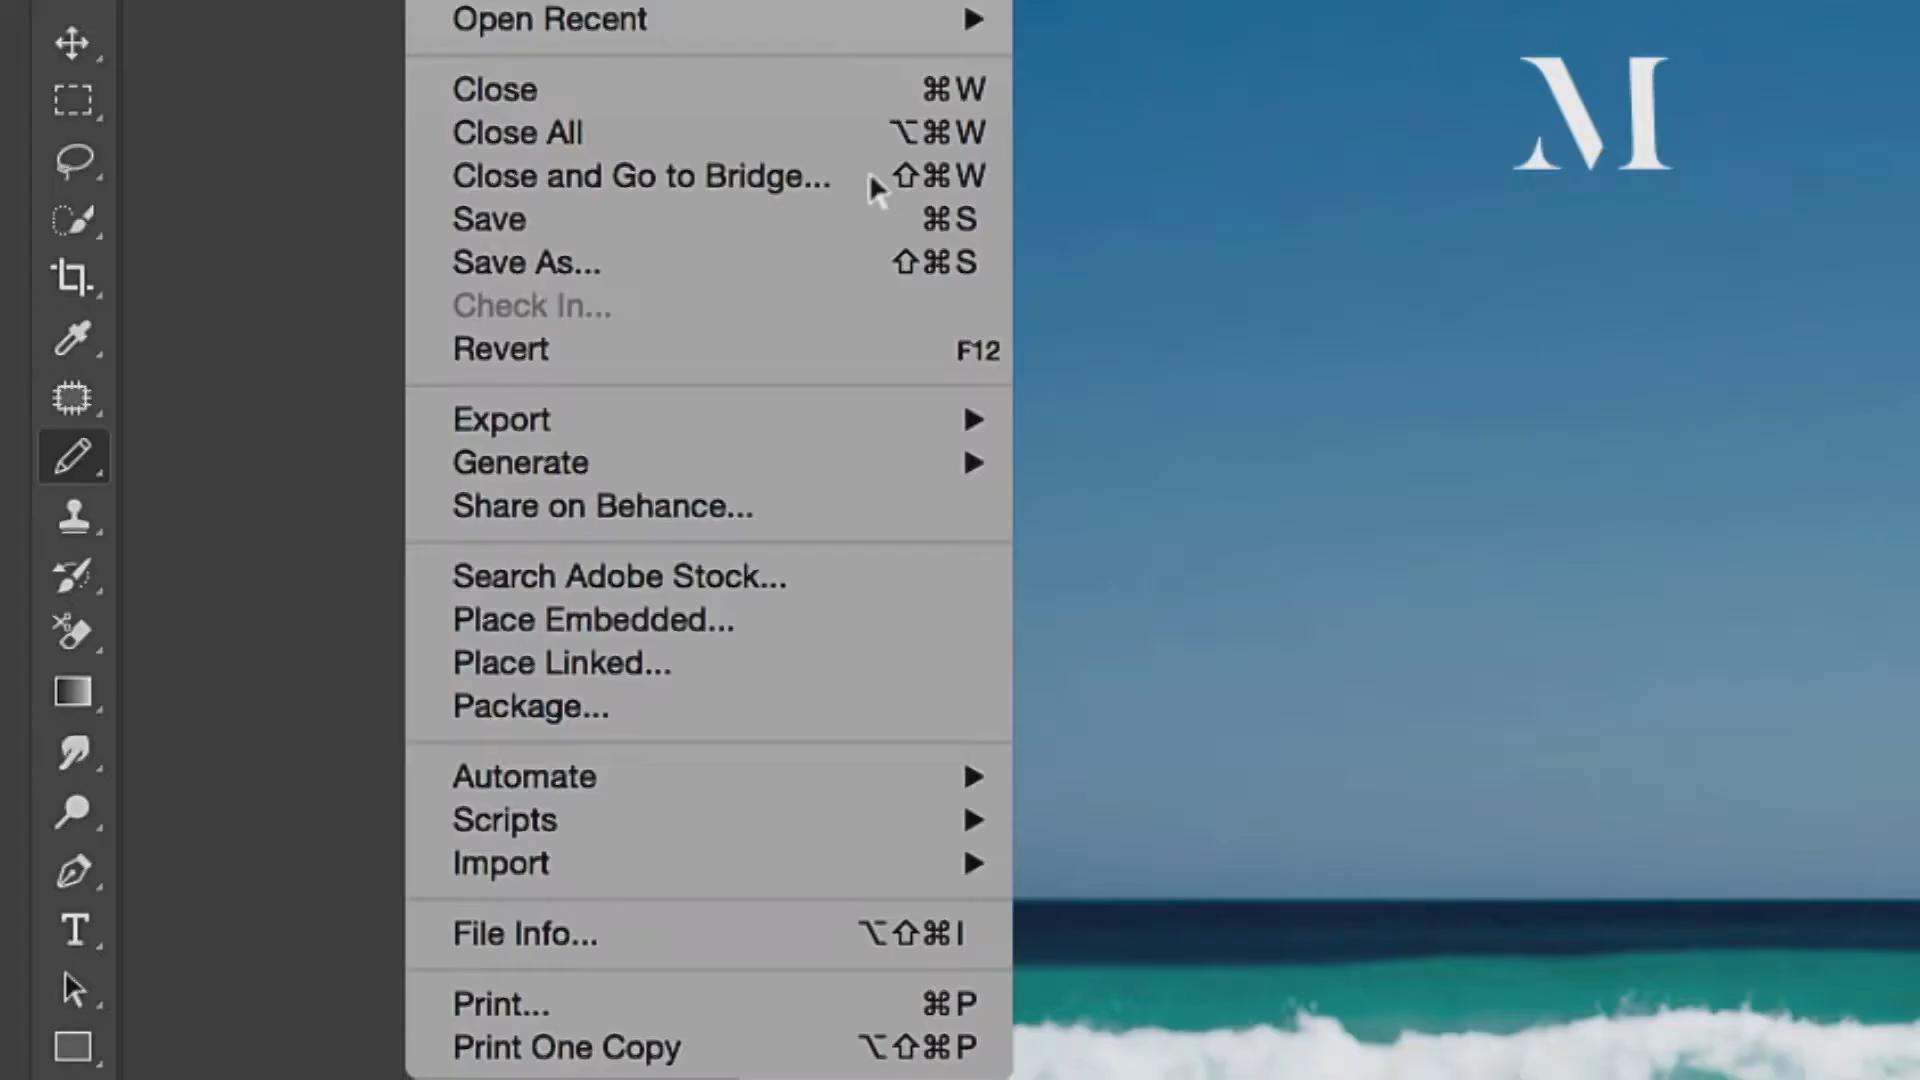 Open Recent ▶
Close ⌘W
Close All ⌥⌘W
Close and Go to Bridge... ⇧⌘W
Save ⌘S
Save As... ⇧⌘S
Check In...
Revert F12
Export ▶
Generate ▶
Share on Behance...
Search Adobe Stock...
Place Embedded...
Place Linked...
Package...
Automate ▶
Scripts ▶
Import ▶
File Info... ⌥⇧⌘I
Print... ⌘P
Print One Copy ⌥⇧⌘P
M
T